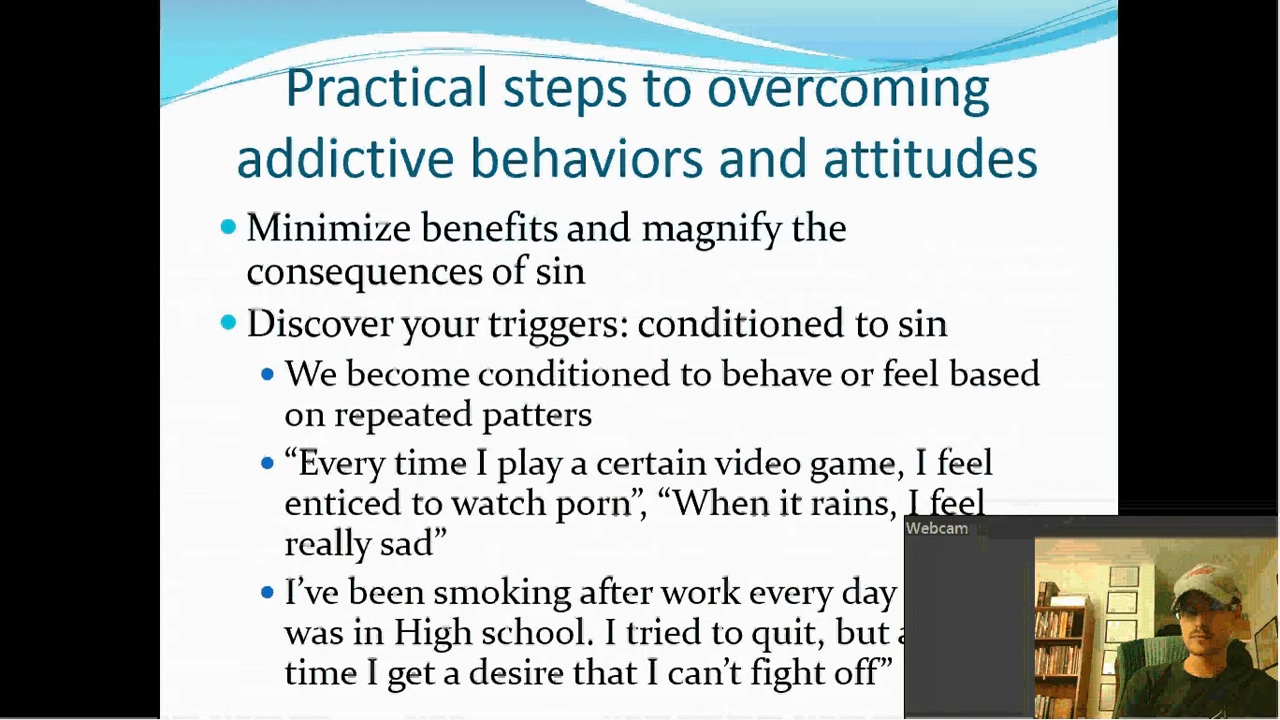 Practical steps to overcoming
addictive behaviors and attitudes
• Minimize benefits and magnify the
consequences of sin
• Discover your triggers: conditioned to sin
• We become conditioned to behave or feel based
on repeated patters
• “Every time I play a certain video game, I feel
enticed to watch porn”, “When it rains, I feel
really sad”
• I’ve been smoking after work every day
was in High school. I tried to quit, but
time I get a desire that I can’t fight off”
Webcam